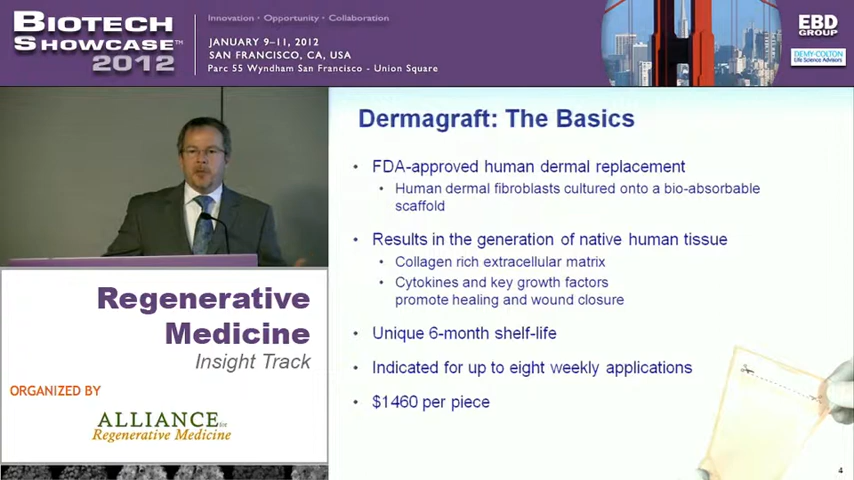 BIOTECH
SHOWCASE™
2012
Innovation • Opportunity • Collaboration
JANUARY 9–11, 2012
SAN FRANCISCO, CA, USA
Parc 55 Wyndham San Francisco - Union Square
EBD
GROUP
DEMY-COLTON
Life Science Advisors
Dermagraft: The Basics
• FDA-approved human dermal replacement
• Human dermal fibroblasts cultured onto a bio-absorbable
scaffold
• Results in the generation of native human tissue
• Collagen rich extracellular matrix
• Cytokines and key growth factors
promote healing and wound closure
• Unique 6-month shelf-life
• Indicated for up to eight weekly applications
• $1460 per piece
4
Regenerative
Medicine
Insight Track
ORGANIZED BY
ALLIANCE for
Regenerative Medicine